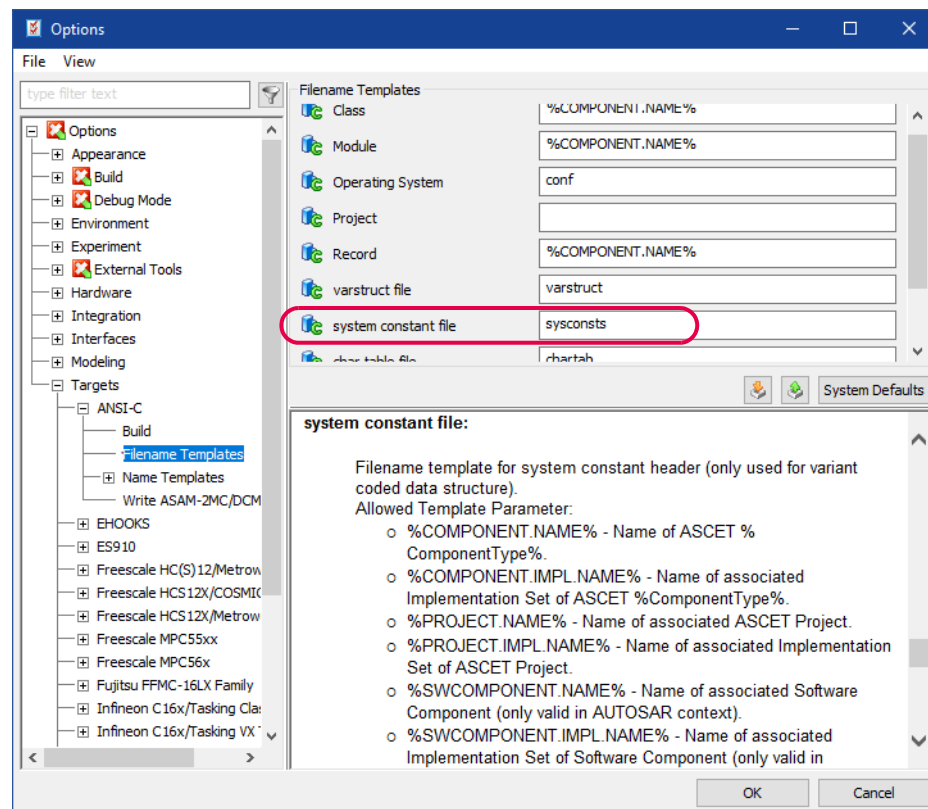 Options
File View
type filter text
Options
Appearance
Build
Debug Mode
Environment
Experiment
External Tools
Hardware
Integration
Interfaces
Modeling
Targets
ANSI-C
Build
Filename Templates
Name Templates
Write ASAM-2MC/DCM
EHOOKS
ES910
Freescale HC(S)12/Metrow
Freescale HCS12X/COSMIC
Freescale HCS12X/Metrow
Freescale MPC55xx
Freescale MPC56x
Fujitsu FFMC-16LX Family
Infineon C16x/Tasking Clas
Infineon C16x/Tasking VX
Filename Templates
Class %COMPONENT.NAME%
Module %COMPONENT.NAME%
Operating System conf
Project
Record %COMPONENT.NAME%
varstruct file varstruct
system constant file sysconsts
char table file chartab
System Defaults
system constant file:
Filename template for system constant header (only used for variant
coded data structure).
Allowed Template Parameter:
o %COMPONENT.NAME% - Name of ASCET %
ComponentType%.
o %COMPONENT.IMPL.NAME% - Name of associated
Implementation Set of ASCET %ComponentType%.
o %PROJECT.NAME% - Name of associated ASCET Project.
o %PROJECT.IMPL.NAME% - Name of associated Implementation
Set of ASCET Project.
o %SWCOMPONENT.NAME% - Name of associated Software
Component (only valid in AUTOSAR context).
o %SWCOMPONENT.IMPL.NAME% - Name of associated
Implementation Set of Software Component (only valid in
OK Cancel